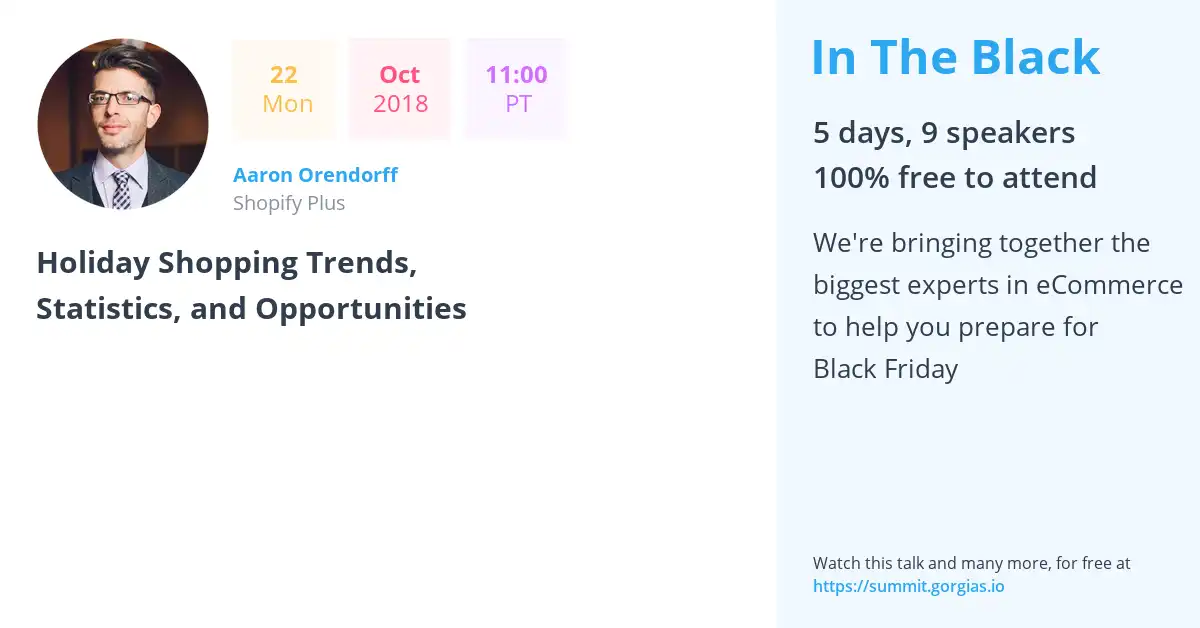 22
Mon
Oct
2018
11:00
PT
Aaron Orendorff
Shopify Plus
Holiday Shopping Trends,
Statistics, and Opportunities
In The Black
5 days, 9 speakers
100% free to attend
We're bringing together the
biggest experts in eCommerce
to help you prepare for
Black Friday
Watch this talk and many more, for free at
https://summit.gorgias.io